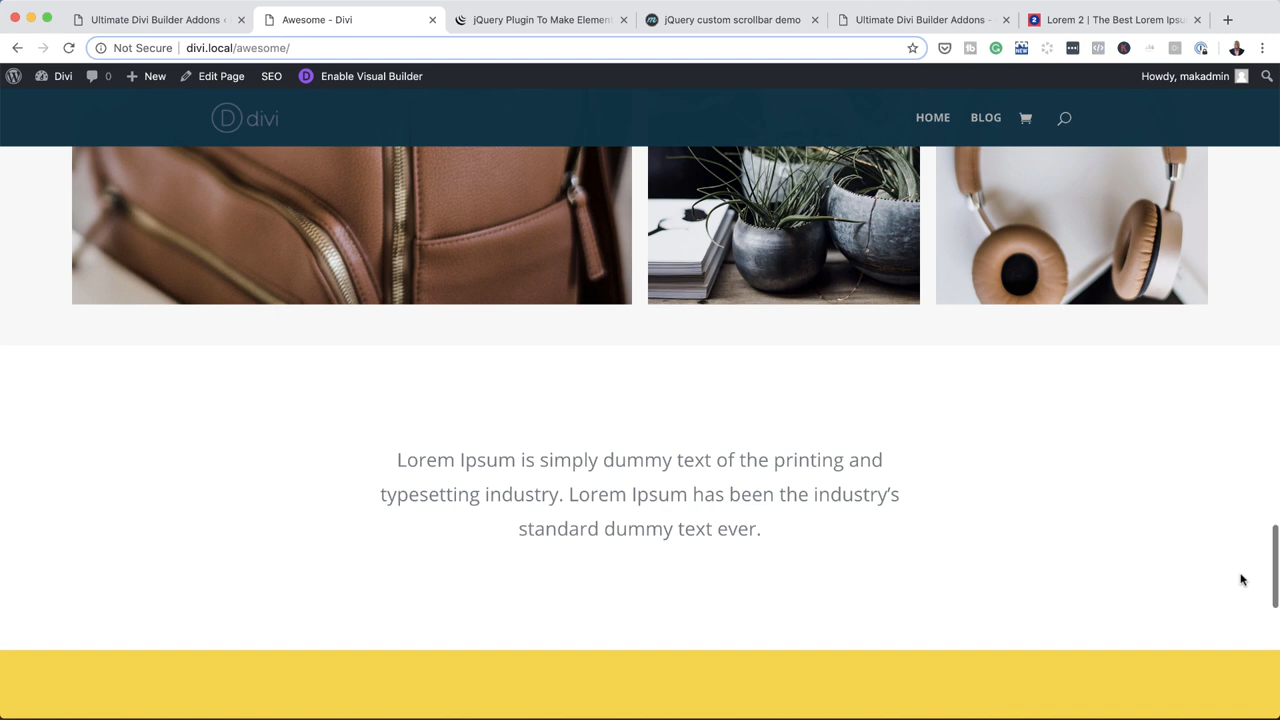 Ultimate Divi Builder Addons
Awesome - Divi
jQuery Plugin To Make Element
jQuery custom scrollbar demo
Ultimate Divi Builder Addons -
Lorem 2 | The Best Lorem Ipsu
Not Secure
divi.local/awesome/
Divi
0
New
Edit Page
SEO
D
Enable Visual Builder
Howdy, makadmin
D divi
HOME
BLOG
Lorem Ipsum is simply dummy text of the printing and
typesetting industry. Lorem Ipsum has been the industry’s
standard dummy text ever.